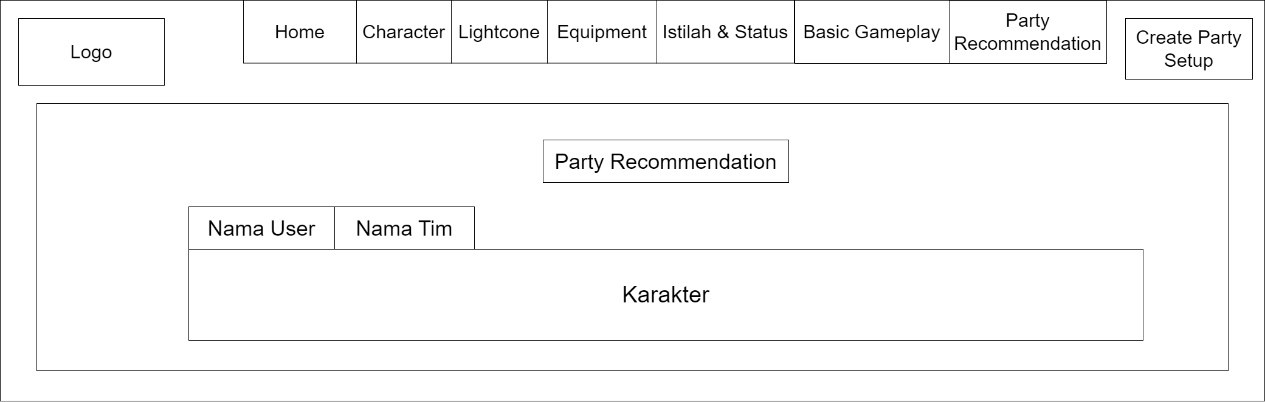 Logo
Home
Character
Lightcone
Equipment
Istilah & Status
Basic Gameplay
Party
Recommendation
Create Party
Setup
Party Recommendation
Nama User
Nama Tim
Karakter